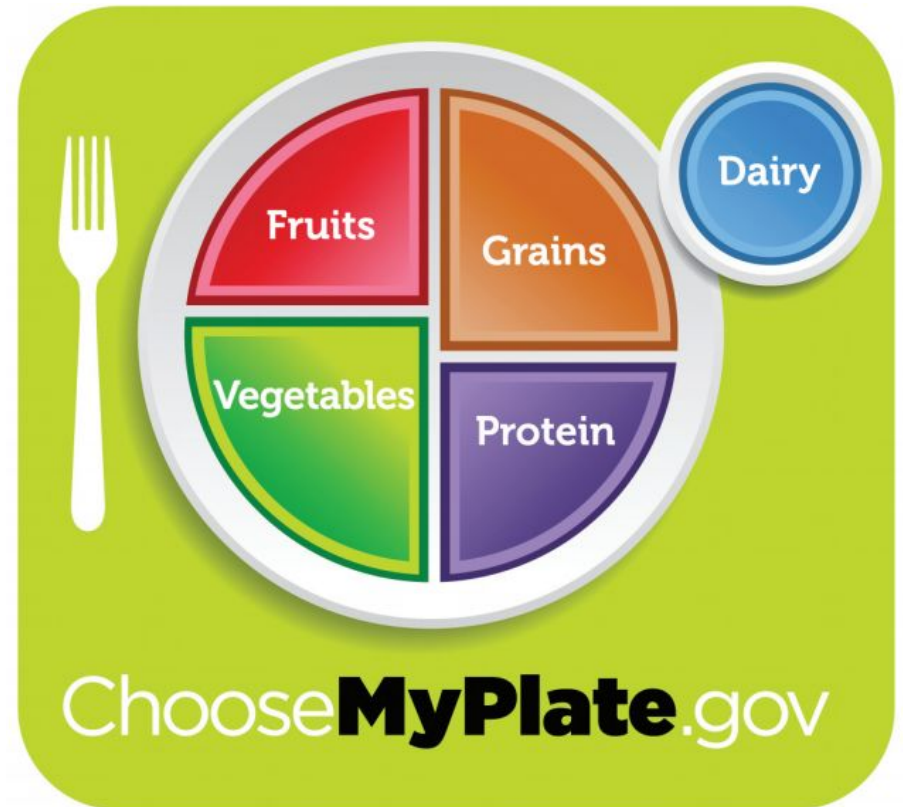 Fruits
Grains
Dairy
Vegetables
Protein
ChooseMyPlate.gov